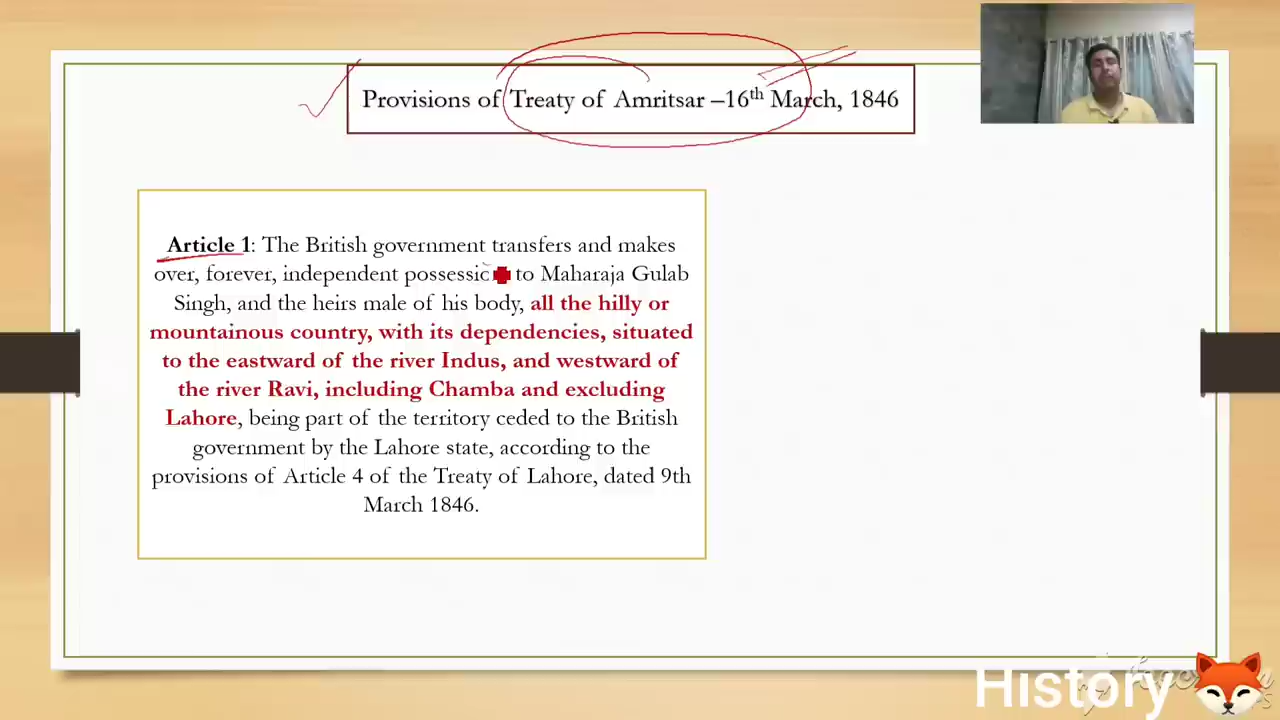 Provisions of Treaty of Amritsar –16th March, 1846
Article 1: The British government transfers and makes
over, forever, independent to Maharaja Gulab
Singh, and the heirs male of his body, all the hilly or
mountainous country, with its dependencies, situated
to the eastward of the river Indus, and westward of
the river Ravi, including Chamba and excluding
Lahore, being part of the territory ceded to the British
government by the Lahore state, according to the
provisions of Article 4 of the Treaty of Lahore, dated 9th
March 1846.
History